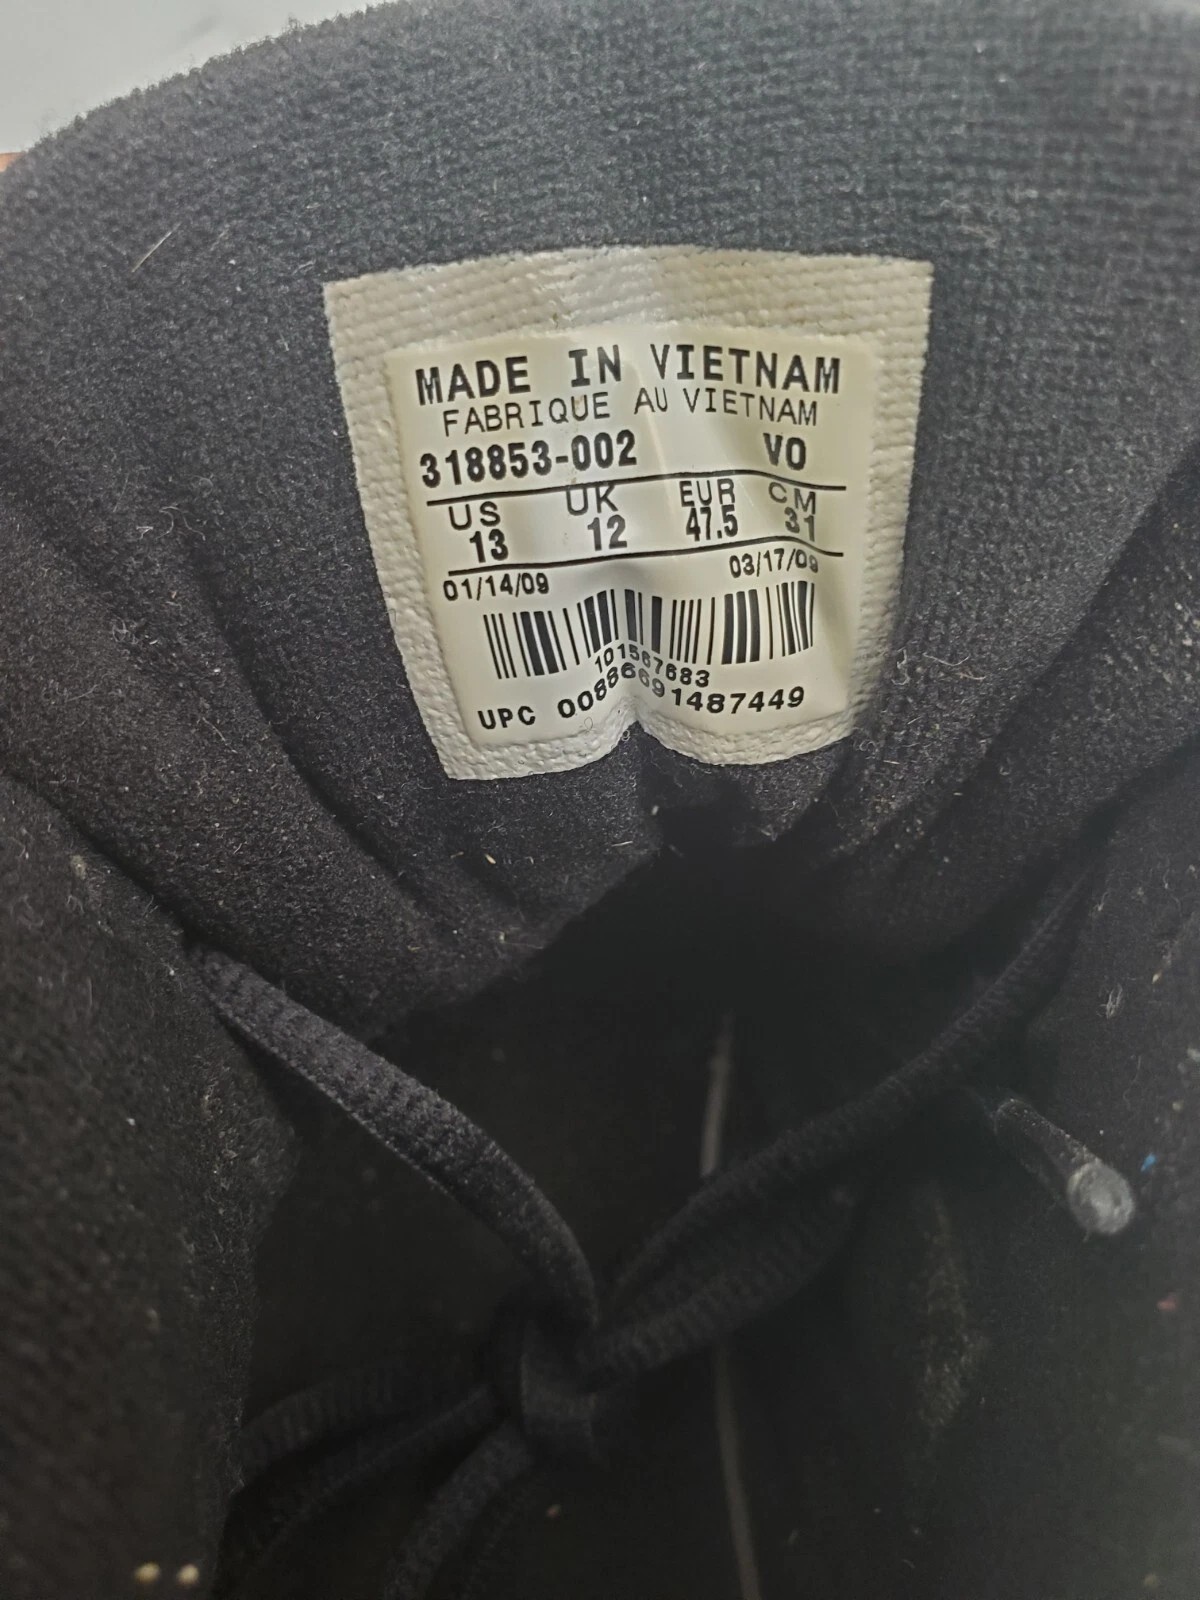 MADE IN VIETNAM
FABRIQUE AU VIETNAM
318853-002 VO
US UK EUR CM
13 12 47.5 31
01/14/09 03/17/09
101567683
UPC 00886691487449